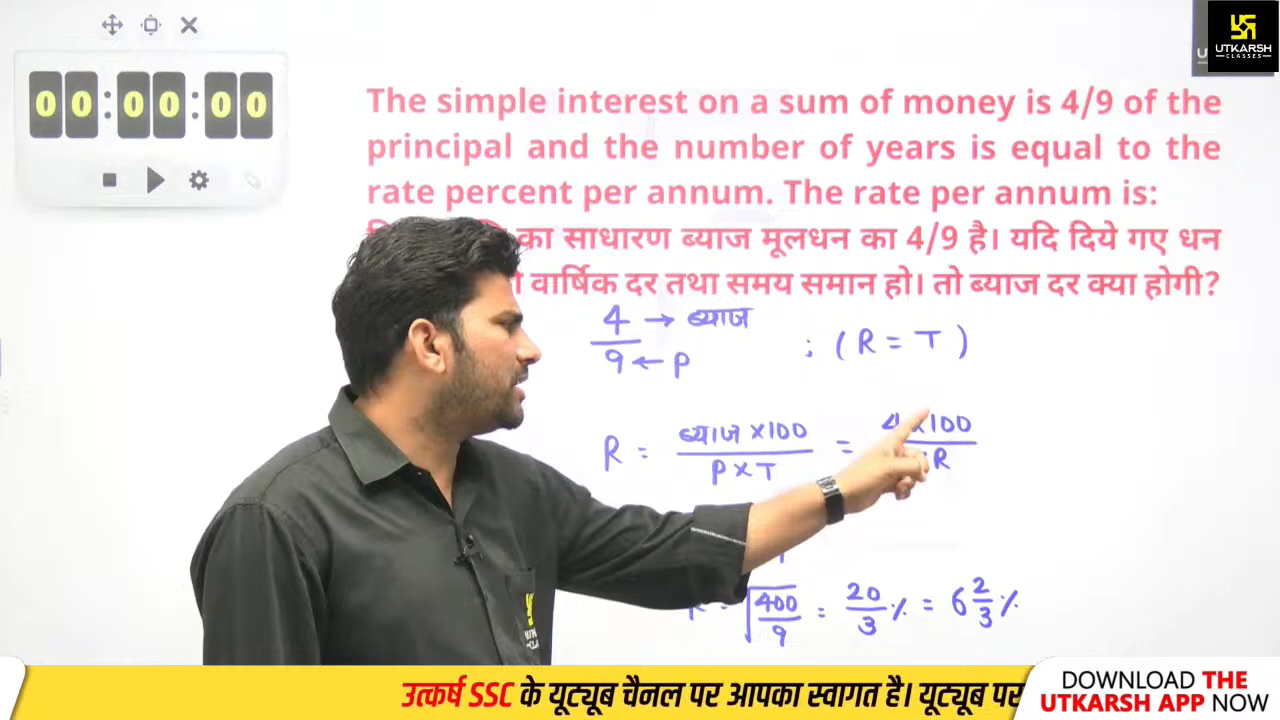 00:00:00
UTKARSH
CLASSES
The simple interest on a sum of money is 4/9 of the
principal and the number of years is equal to the
rate percent per annum. The rate per annum is:
का साधारण ब्याज मूलधन का 4/9 है। यदि दिये गए धन
वार्षिक दर तथा समय समान हो। तो ब्याज दर क्या होगी?
4 → ब्याज
9 ← P ; (R = T)
R = ब्याज ×100 / P × T = 4 ×100 / R
√400/9 = 20/3 % = 6 2/3 %
उत्कर्ष SSC के यूट्यूब चैनल पर आपका स्वागत है। यूट्यूब पर
DOWNLOAD THE
UTKARSH APP NOW